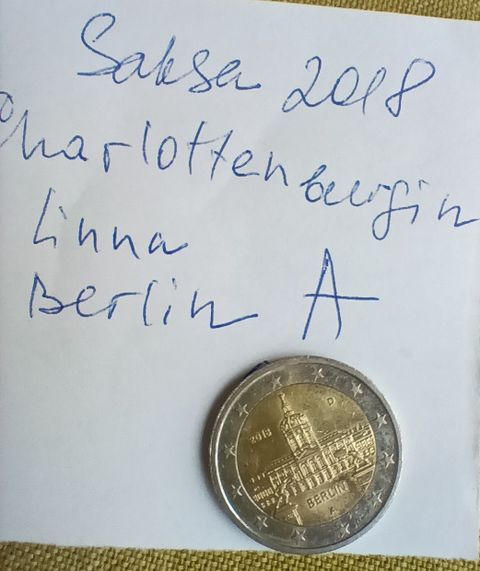 Saksa 2018
Charlottenburgin
linna
Berlin A
2018
D
BERLIN
A